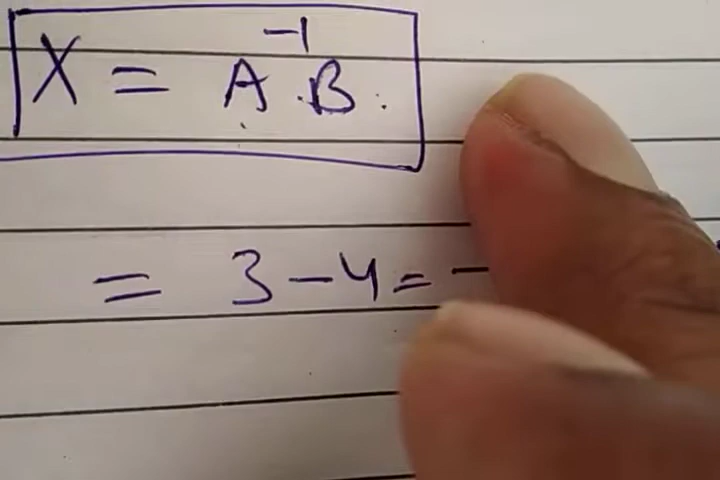 X = A⁻¹B.
= 3 - 4 = -